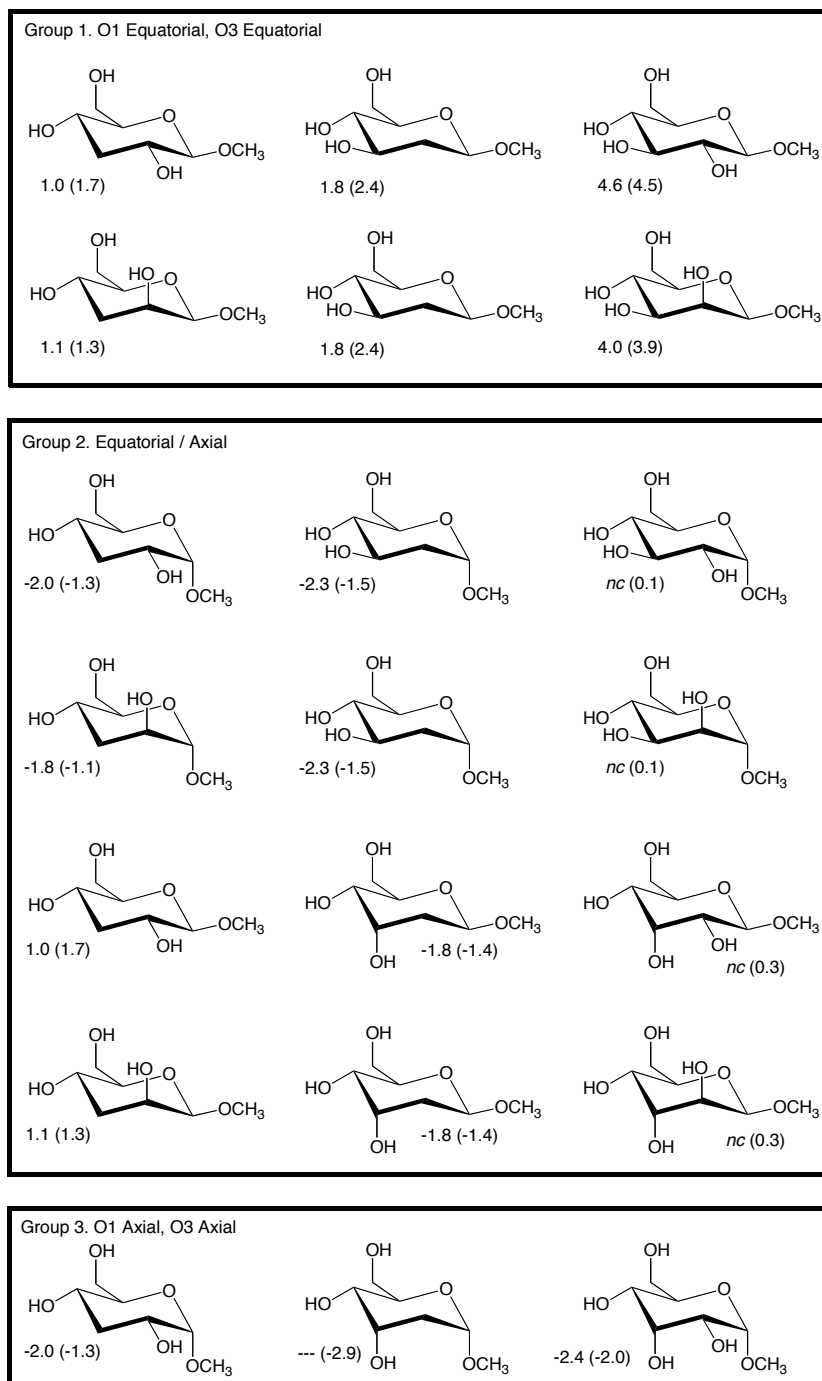 Group 1. O1 Equatorial, O3 Equatorial
OH OH OH
HO O OCH3 OH
1.0 (1.7)
HO HO O OCH3
1.8 (2.4)
HO HO O OCH3 OH
4.6 (4.5)
OH OH OH
HO HO O OCH3
1.1 (1.3)
HO HO O OCH3
1.8 (2.4)
HO HO HO O OCH3
4.0 (3.9)
Group 2. Equatorial / Axial
OH OH OH
HO O OH OCH3
-2.0 (-1.3)
HO HO O OCH3
-2.3 (-1.5)
HO HO O OH OCH3
nc (0.1)
OH OH OH
HO HO O OCH3
-1.8 (-1.1)
HO HO O OCH3
-2.3 (-1.5)
HO HO HO O OCH3
nc (0.1)
OH OH OH
HO O OCH3 OH
1.0 (1.7)
HO O OCH3 OH
-1.8 (-1.4)
HO O OCH3 OH OH
nc (0.3)
OH OH OH
HO HO O OCH3
1.1 (1.3)
HO O OCH3 OH
-1.8 (-1.4)
HO HO O OCH3 OH
nc (0.3)
Group 3. O1 Axial, O3 Axial
OH OH OH
HO O OH OCH3
-2.0 (-1.3)
HO O OH OCH3
--- (-2.9)
HO O OH OH OCH3
-2.4 (-2.0)